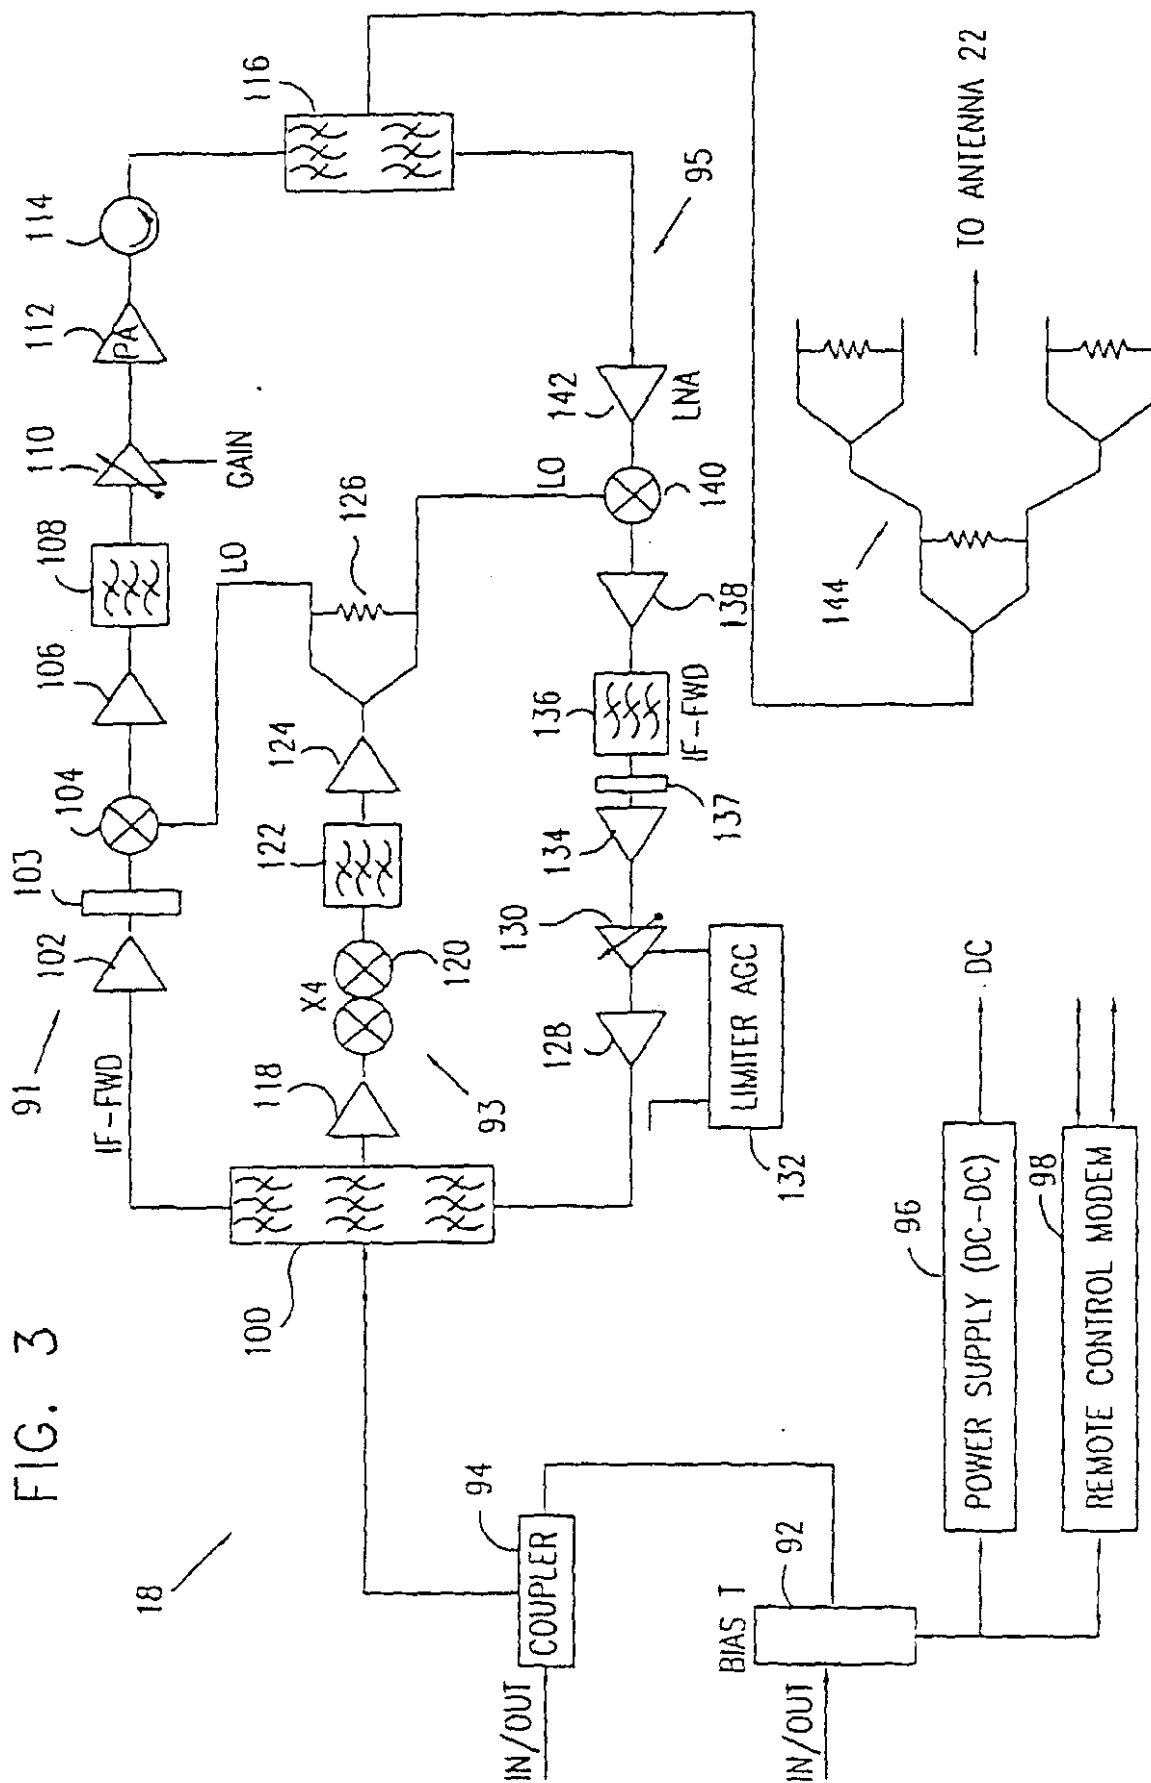 FIG. 3
18
91
IF-FWD
102
103
104
106
108
110
GAIN
112
PA
114
116
LO
100
118
X4
120
93
122
124
126
LO
95
128
130
LIMITER AGC
132
134
137
136
IF-FWD
138
140
142
LNA
144
TO ANTENNA 22
IN/OUT
COUPLER
94
IN/OUT
BIAS T
92
96
POWER SUPPLY (DC-DC)
DC
98
REMOTE CONTROL MODEM